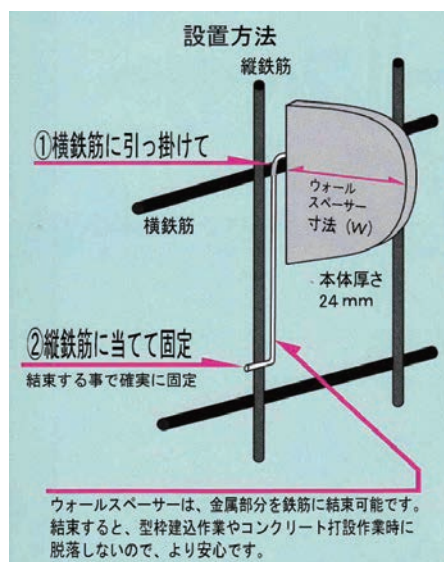 設置方法
縦鉄筋
①横鉄筋に引っ掛けて
ウォール
スペーサー
寸法(W)
横鉄筋
本体厚さ
24mm
②縦鉄筋に当てて固定
結束する事で確実に固定
ウォールスペーサーは、金属部分を鉄筋に結束可能です。
結束すると、型枠建込作業やコンクリート打設作業時に
脱落しないので、より安心です。